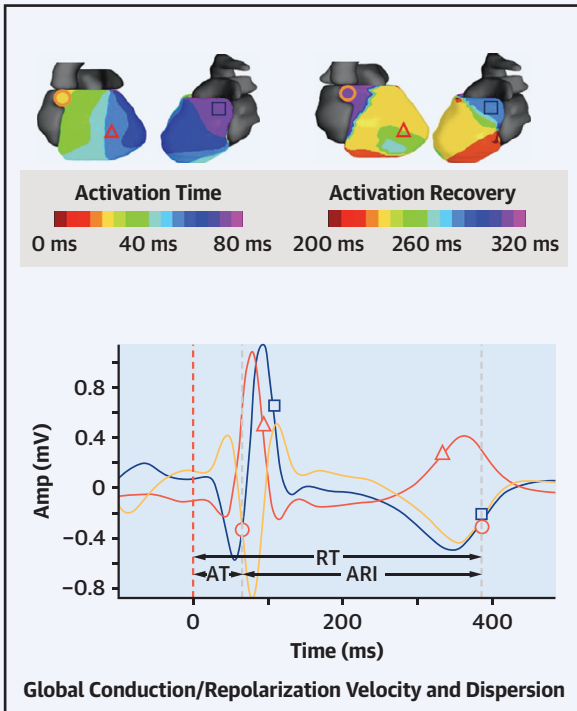 Activation Time
0 ms 40 ms 80 ms
Activation Recovery
200 ms 260 ms 320 ms
Amp (mV)
0.8
0.4
0
−0.4
−0.8
RT
AT
ARI
0 200 400
Time (ms)
Global Conduction/Repolarization Velocity and Dispersion